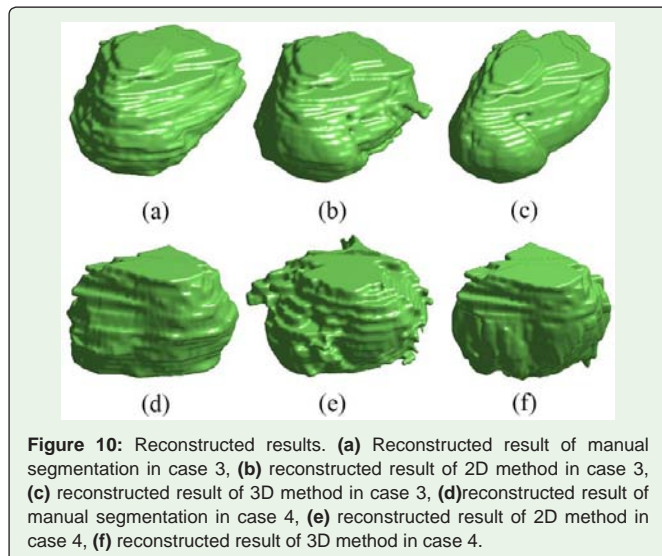 (a) (b) (c)
(d) (e) (f)
Figure 10: Reconstructed results. (a) Reconstructed result of manual
segmentation in case 3, (b) reconstructed result of 2D method in case 3,
(c) reconstructed result of 3D method in case 3, (d)reconstructed result of
manual segmentation in case 4, (e) reconstructed result of 2D method in
case 4, (f) reconstructed result of 3D method in case 4.